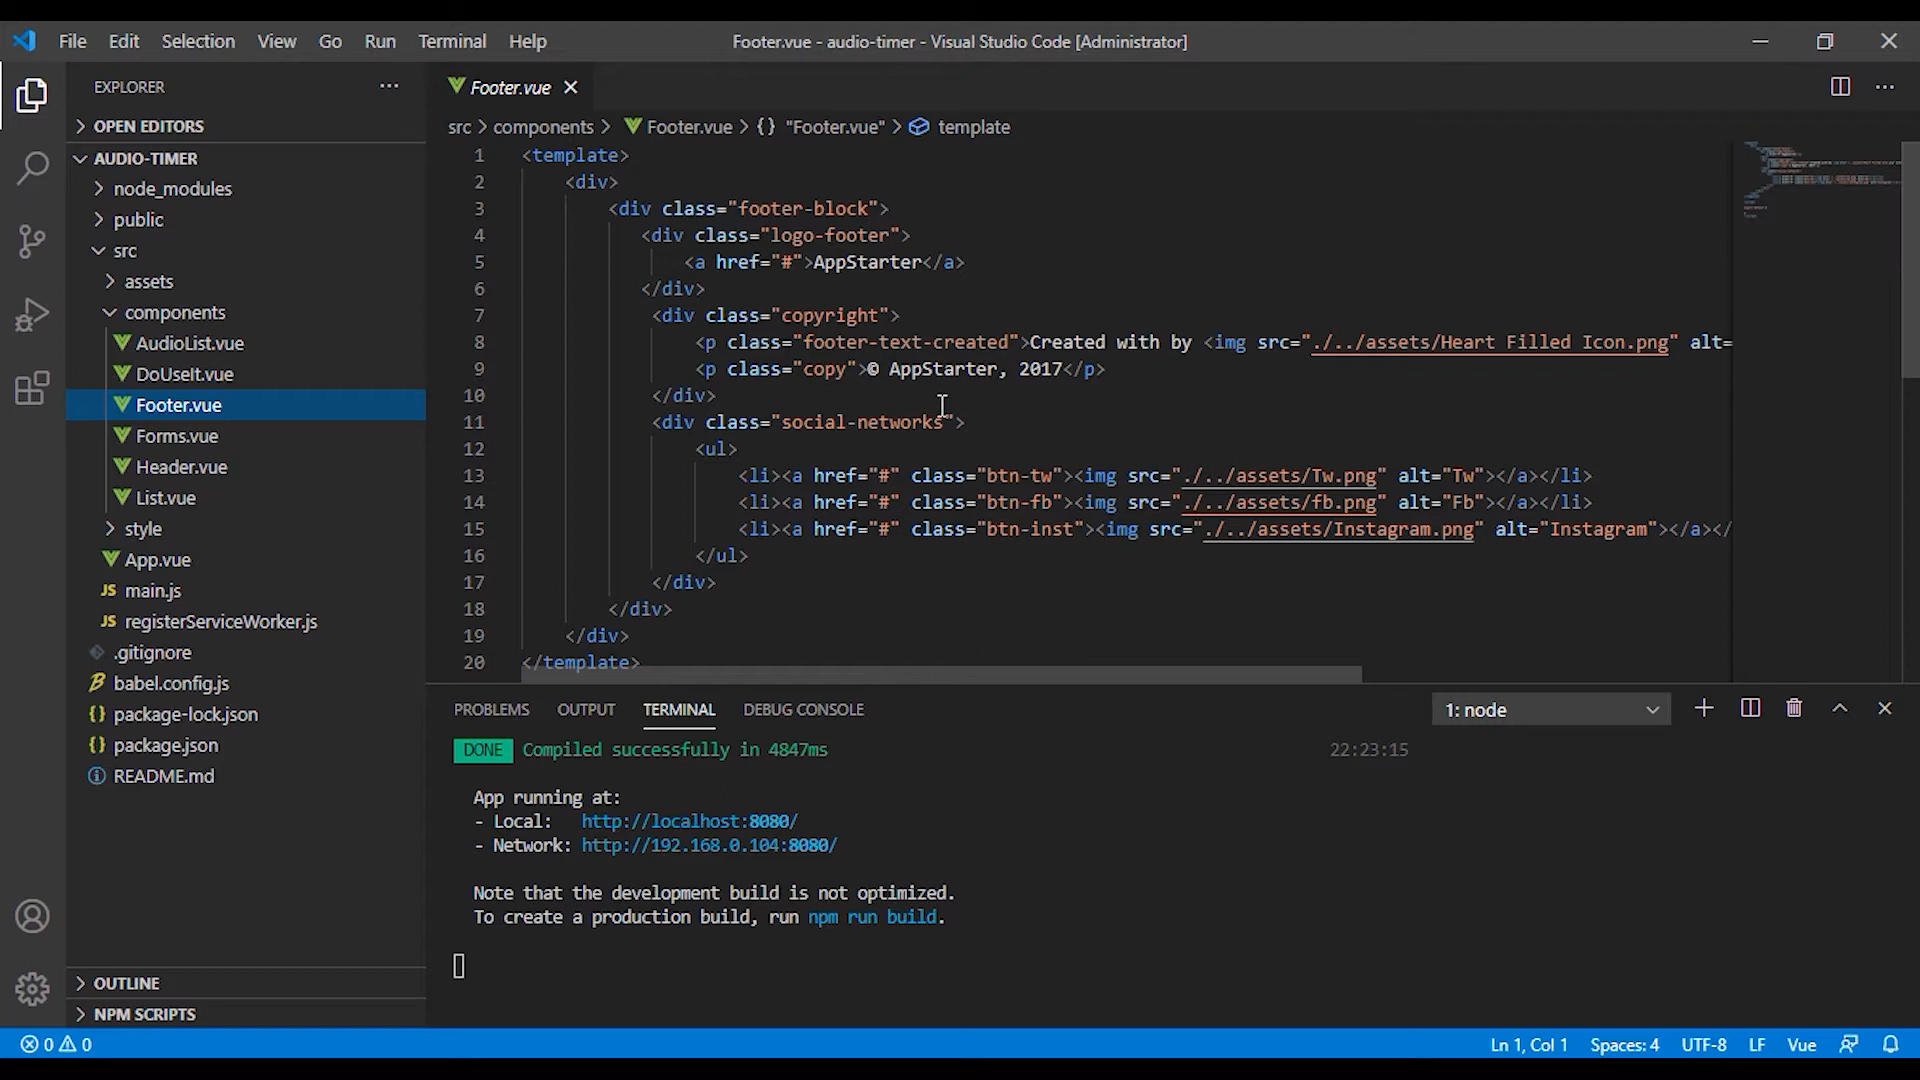 File Edit Selection View Go Run Terminal Help
Footer.vue - audio-timer - Visual Studio Code [Administrator]
EXPLORER
OPEN EDITORS
AUDIO-TIMER
node_modules
public
src
assets
components
AudioList.vue
DoUseIt.vue
Footer.vue
Forms.vue
Header.vue
List.vue
style
App.vue
JS main.js
JS registerServiceWorker.js
.gitignore
babel.config.js
{} package-lock.json
{} package.json
README.md
OUTLINE
NPM SCRIPTS
Footer.vue
src > components > Footer.vue > {} "Footer.vue" > template
1 <template>
2 <div>
3 <div class="footer-block">
4 <div class="logo-footer">
5 <a href="#">AppStarter</a>
6 </div>
7 <div class="copyright">
8 <p class="footer-text-created">Created with by <img src="./../assets/Heart Filled Icon.png" alt=
9 <p class="copy">© AppStarter, 2017</p>
10 </div>
11 <div class="social-networks">
12 <ul>
13 <li><a href="#" class="btn-tw"><img src="./../assets/Tw.png" alt="Tw"></a></li>
14 <li><a href="#" class="btn-fb"><img src="./../assets/fb.png" alt="Fb"></a></li>
15 <li><a href="#" class="btn-inst"><img src="./../assets/Instagram.png" alt="Instagram"></a></
16 </ul>
17 </div>
18 </div>
19 </div>
20 </template>
PROBLEMS OUTPUT TERMINAL DEBUG CONSOLE
1: node
DONE Compiled successfully in 4847ms 22:23:15
App running at:
- Local: http://localhost:8080/
- Network: http://192.168.0.104:8080/
Note that the development build is not optimized.
To create a production build, run npm run build.
0 0
Ln 1, Col 1 Spaces: 4 UTF-8 LF Vue